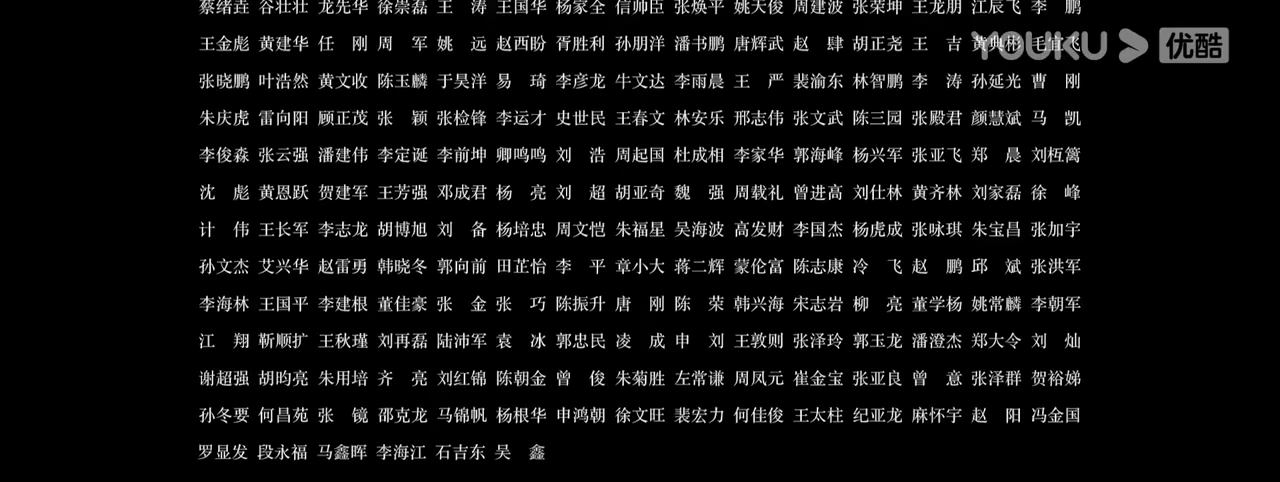 蔡绪垚 谷壮壮 龙先华 徐崇磊 王 涛 王国华 杨家全 信帅臣 张焕平 姚天俊 周建波 张荣坤 王龙朋 江辰飞 李 鹏
YOUKU 优酷
王金彪 黄建华 任 刚 周 军 姚 远 赵西盼 胥胜利 孙朋洋 潘书鹏 唐辉武 赵 肆 胡正尧 王 吉 黄典彬 毛宜飞
张晓鹏 叶浩然 黄文收 陈玉麟 于昊洋 易 琦 李彦龙 牛文达 李雨晨 王 严 裴渝东 林智鹏 李 涛 孙延光 曹 刚
朱庆虎 雷向阳 顾正茂 张 颖 张检锋 李运才 史世民 王春文 林安乐 邢志伟 张文武 陈三园 张殿君 颜慧斌 马 凯
李俊森 张云强 潘建伟 李定诞 李前坤 卿鸣鸣 刘 浩 周起国 杜成相 李家华 郭海峰 杨兴军 张亚飞 郑 晨 刘枑篱
沈 彪 黄恩跃 贺建军 王芳强 邓成君 杨 亮 刘 超 胡亚奇 魏 强 周载礼 曾进高 刘仕林 黄齐林 刘家磊 徐 峰
计 伟 王长军 李志龙 胡博旭 刘 备 杨培忠 周文恺 朱福星 吴海波 高发财 李国杰 杨虎成 张咏琪 朱宝昌 张加宇
孙文杰 艾兴华 赵雷勇 韩晓冬 郭向前 田芷怡 李 平 章小大 蒋二辉 蒙伦富 陈志康 冷 飞 赵 鹏 邱 斌 张洪军
李海林 王国平 李建根 董佳豪 张 金 张 巧 陈振升 唐 刚 陈 荣 韩兴海 宋志岩 柳 亮 董学杨 姚常麟 李朝军
江 翔 靳顺扩 王秋瑾 刘再磊 陆沛军 袁 冰 郭忠民 凌 成 申 刘 王敦则 张泽玲 郭玉龙 潘澄杰 郑大令 刘 灿
谢超强 胡昀亮 朱用培 齐 亮 刘红锦 陈朝金 曾 俊 朱菊胜 左常谦 周凤元 崔金宝 张亚良 曾 意 张泽群 贺裕娣
孙冬要 何昌苑 张 镜 邵克龙 马锦帆 杨根华 申鸿朝 徐文旺 裴宏力 何佳俊 王太柱 纪亚龙 麻怀宇 赵 阳 冯金国
罗显发 段永福 马鑫晖 李海江 石吉东 吴 鑫